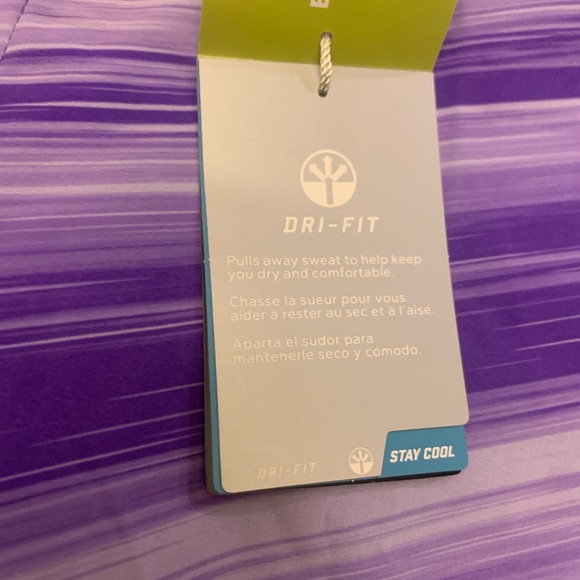 DRI-FIT
Pulls away sweat to help keep
you dry and comfortable.
Chasse la sueur pour vous
aider à rester au sec et à l'aise.
Aparta el sudor para
mantenerle seco y cómodo.
DRI-FIT
STAY COOL